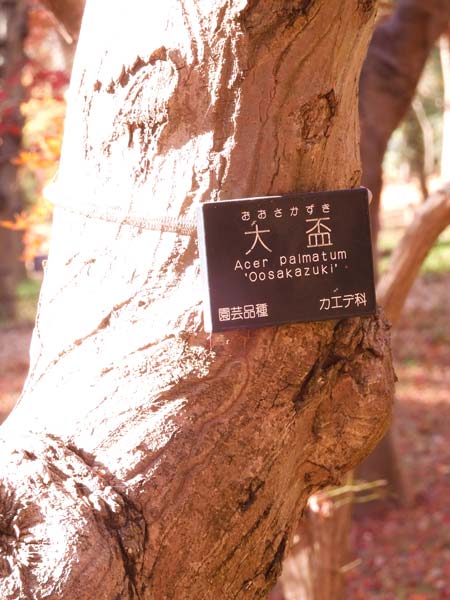 おおさかずき
大盃
Acer palmatum
'Oosakazuki'
園芸品種 カエデ科